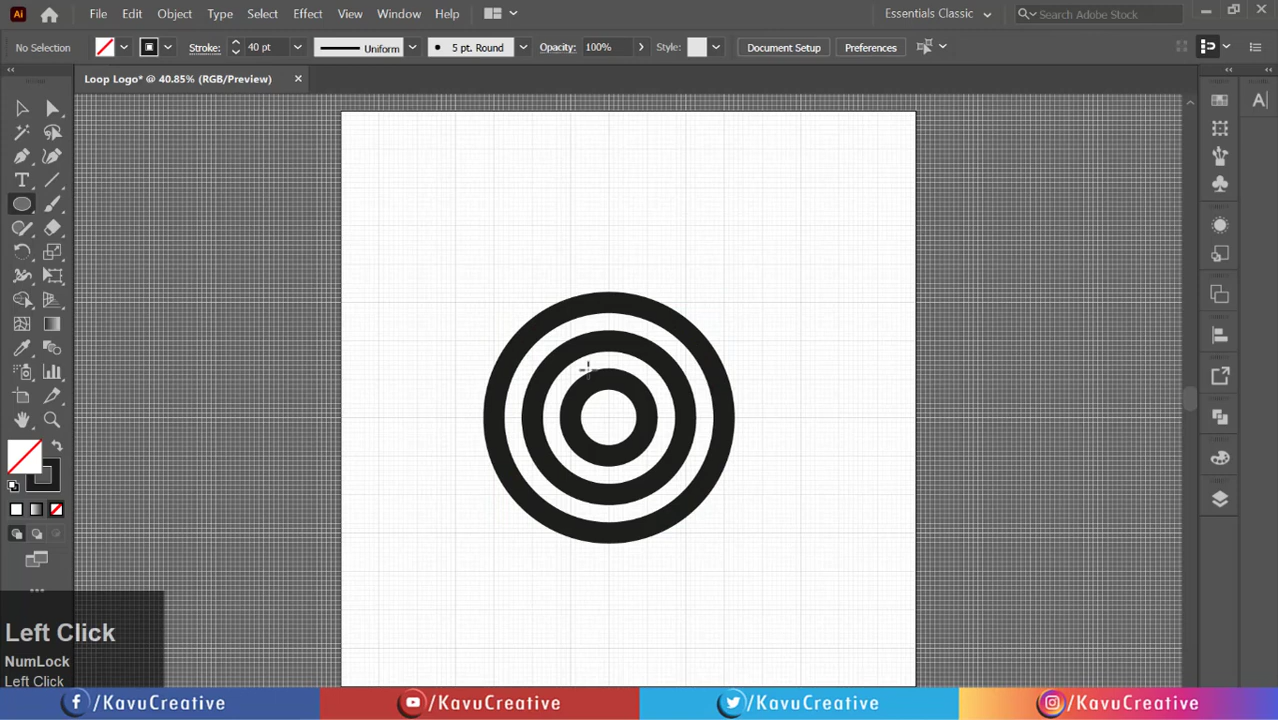 Ai File Edit Object Type Select Effect View Window Help Essentials Classic Search Adobe Stock
No Selection Stroke: 40 pt Uniform 5 pt. Round Opacity: 100% Style: Document Setup Preferences
Loop Logo* @ 40.85% (RGB/Preview)
Left Click
NumLock
Left Click
/KavuCreative /KavuCreative /KavuCreative /KavuCreative